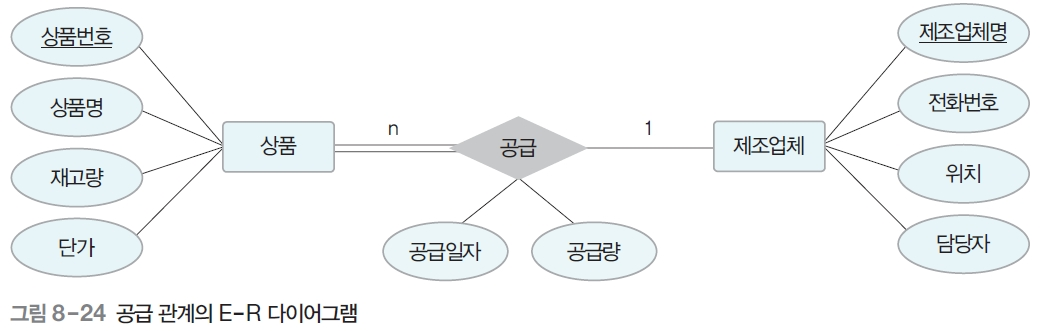 상품번호
상품명
재고량
단가
상품
n
공급
1
공급일자
공급량
제조업체
제조업체명
전화번호
위치
담당자
그림 8-24 공급 관계의 E-R 다이어그램